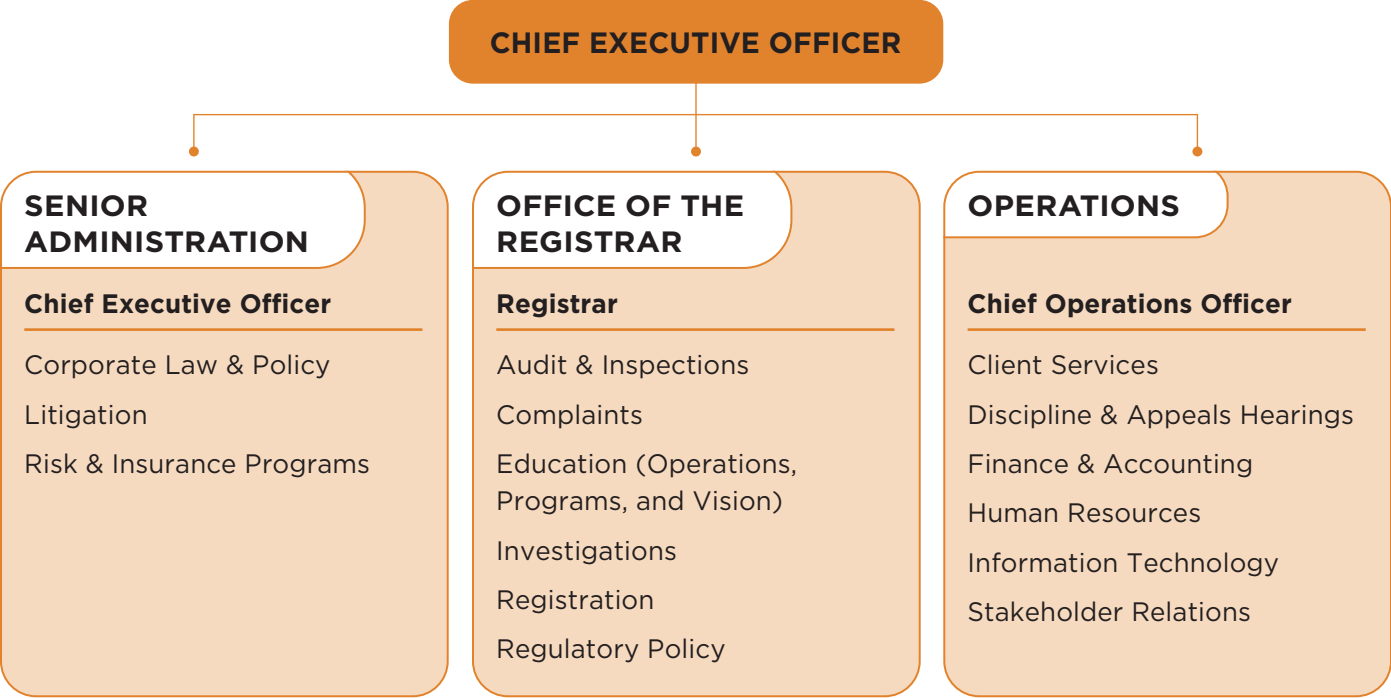 CHIEF EXECUTIVE OFFICER
SENIOR
ADMINISTRATION
Chief Executive Officer
Corporate Law & Policy
Litigation
Risk & Insurance Programs
OFFICE OF THE
REGISTRAR
Registrar
Audit & Inspections
Complaints
Education (Operations,
Programs, and Vision)
Investigations
Registration
Regulatory Policy
OPERATIONS
Chief Operations Officer
Client Services
Discipline & Appeals Hearings
Finance & Accounting
Human Resources
Information Technology
Stakeholder Relations